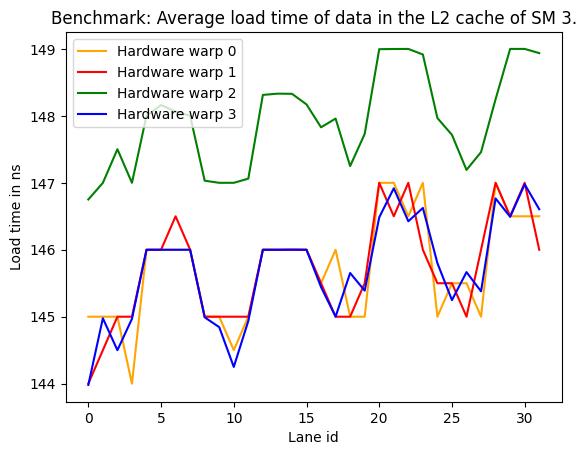 Benchmark: Average load time of data in the L2 cache of SM 3.
Hardware warp 0
Hardware warp 1
Hardware warp 2
Hardware warp 3
Load time in ns
149
148
147
146
145
144
0 5 10 15 20 25 30
Lane id